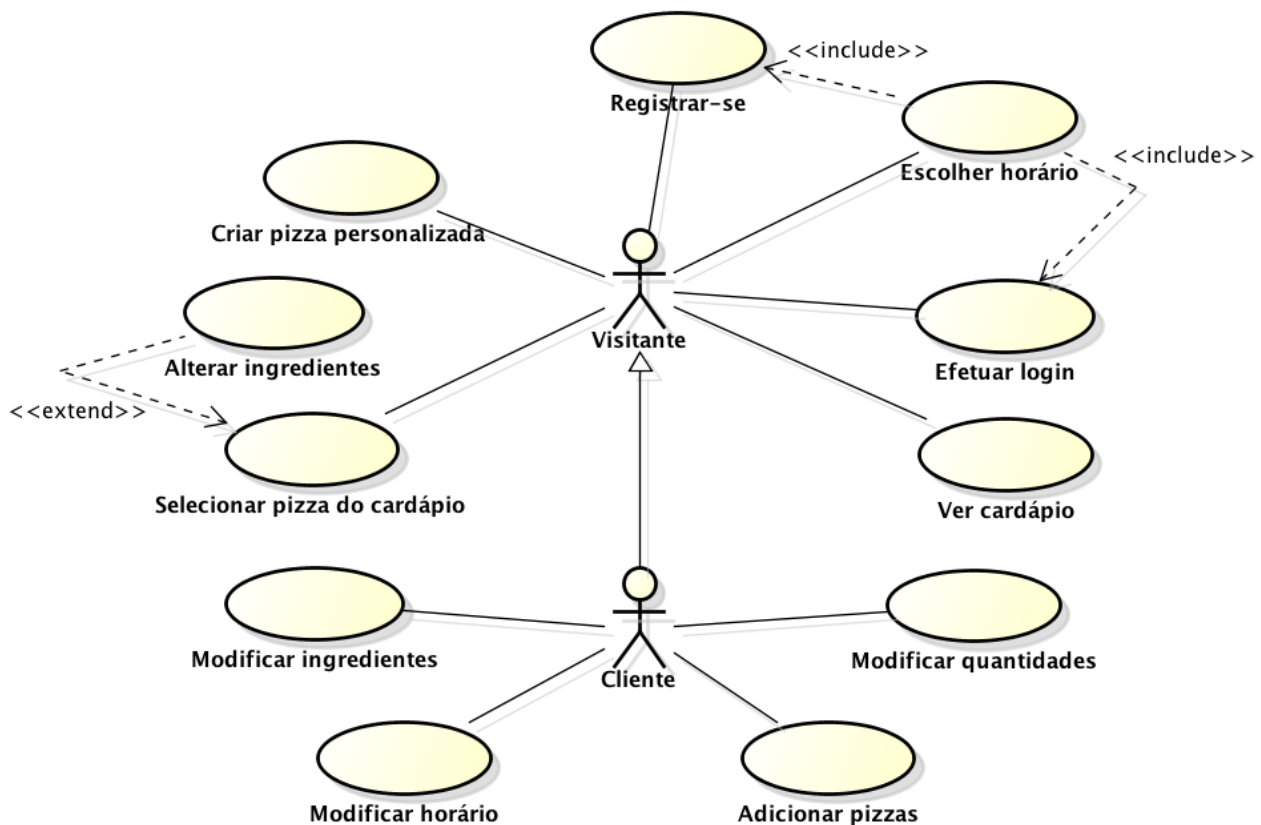 <<include>>
Registrar-se
<<include>>
Escolher horário
Criar pizza personalizada
Visitante
Alterar ingredientes
Efetuar login
<<extend>>
Selecionar pizza do cardápio
Ver cardápio
Modificar ingredientes
Modificar quantidades
Cliente
Modificar horário
Adicionar pizzas